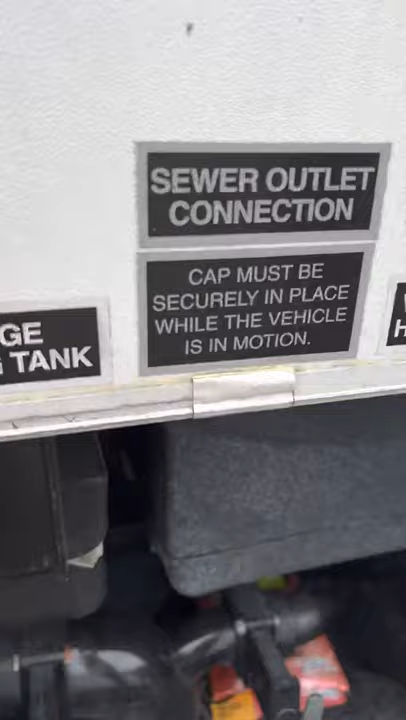 SEWER OUTLET
CONNECTION
CAP MUST BE
SECURELY IN PLACE
WHILE THE VEHICLE
IS IN MOTION.
GE
TANK